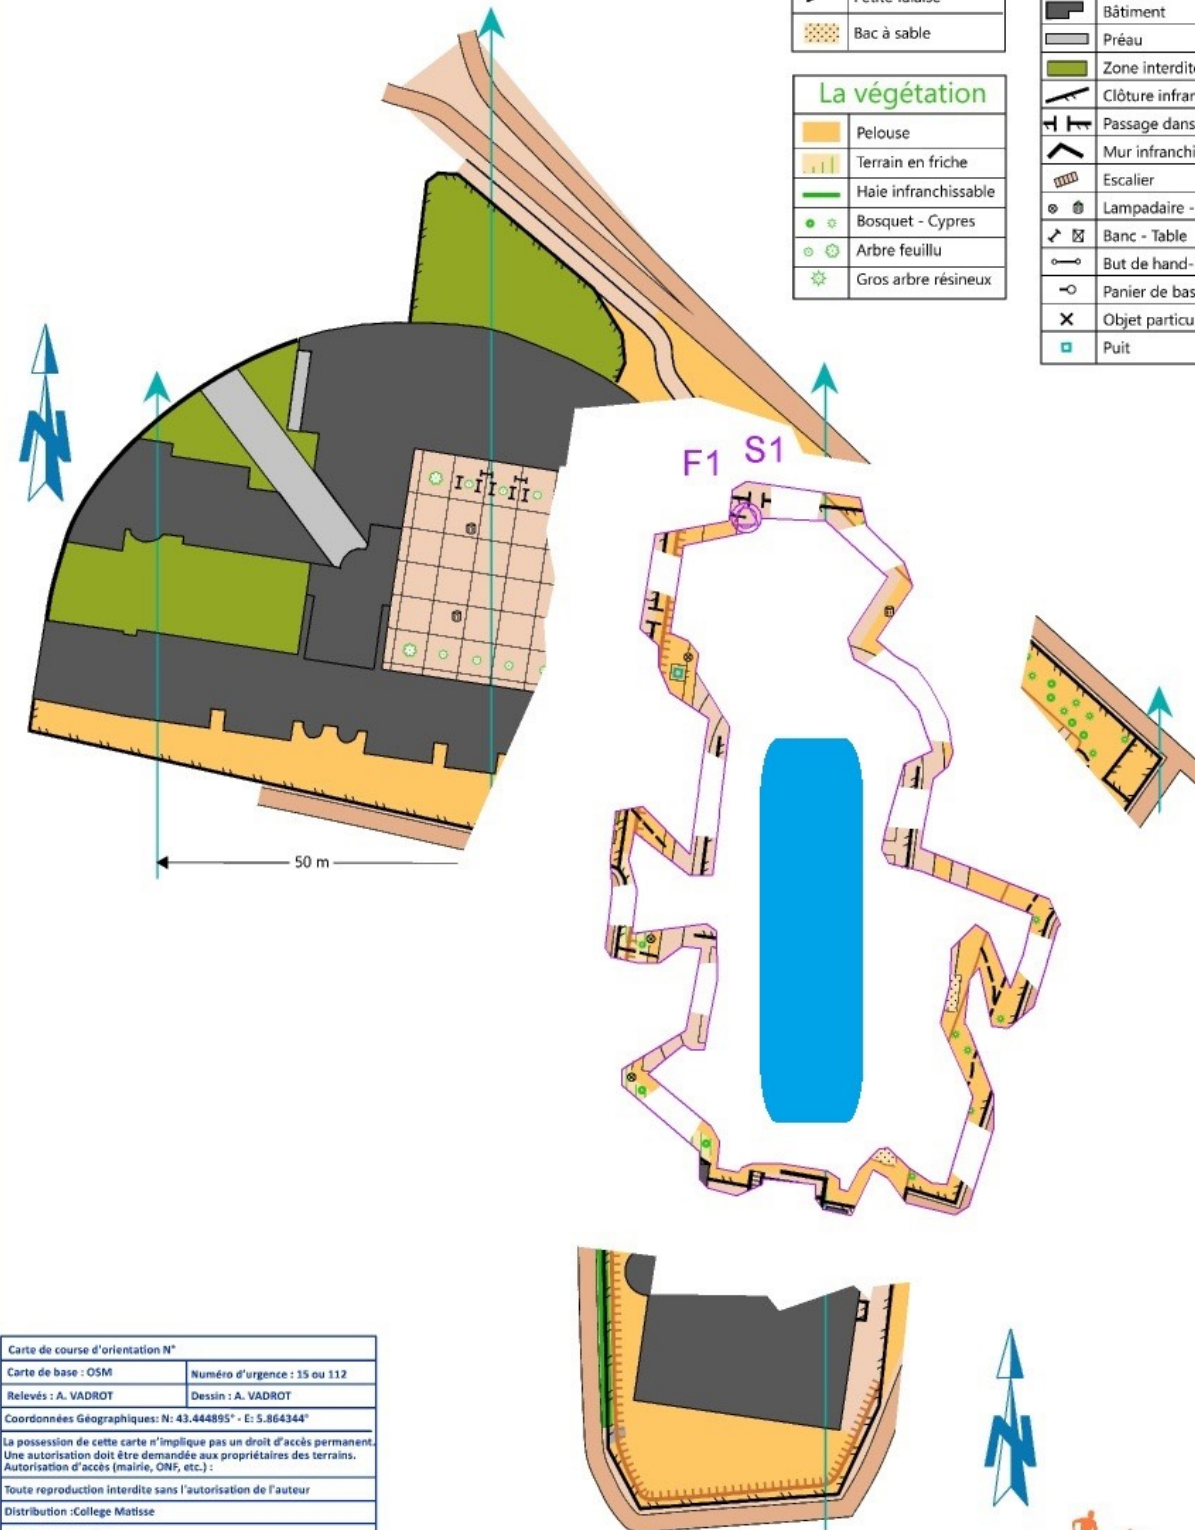 Bac à sable
La végétation
Pelouse
Terrain en friche
Haie infranchissable
Bosquet - Cypres
Arbre feuillu
Gros arbre résineux
Bâtiment
Préau
Zone interdite
Clôture infran
Passage dans
Mur infranchi
Escalier
Lampadaire -
Banc - Table
But de hand-
Panier de bas
Objet particu
Puit
N
F1 S1
50 m
N
Carte de course d'orientation N°
Carte de base : OSM
Numéro d'urgence : 15 ou 112
Relevés : A. VADROT
Dessin : A. VADROT
Coordonnées Géographiques: N: 43.444895° - E: 5.864344°
La possession de cette carte n'implique pas un droit d'accès permanent.
Une autorisation doit être demandée aux propriétaires des terrains.
Autorisation d'accès (mairie, ONF, etc.) :
Toute reproduction interdite sans l'autorisation de l'auteur
Distribution :College Matisse